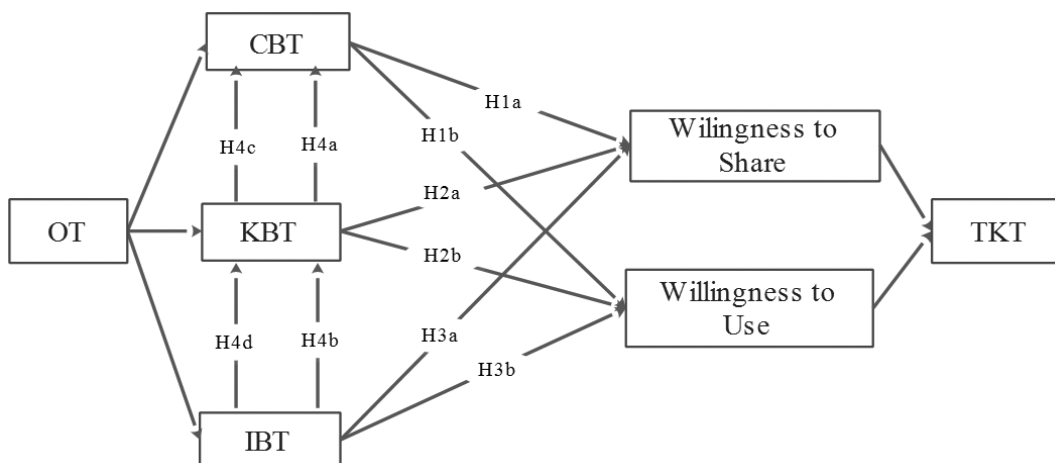 CBT
H1a
Wilingness to
Share
H1b
H4c
H4a
H2a
OT
KBT
TKT
H2b
Willingness to
Use
H4d
H4b
H3a
H3b
IBT